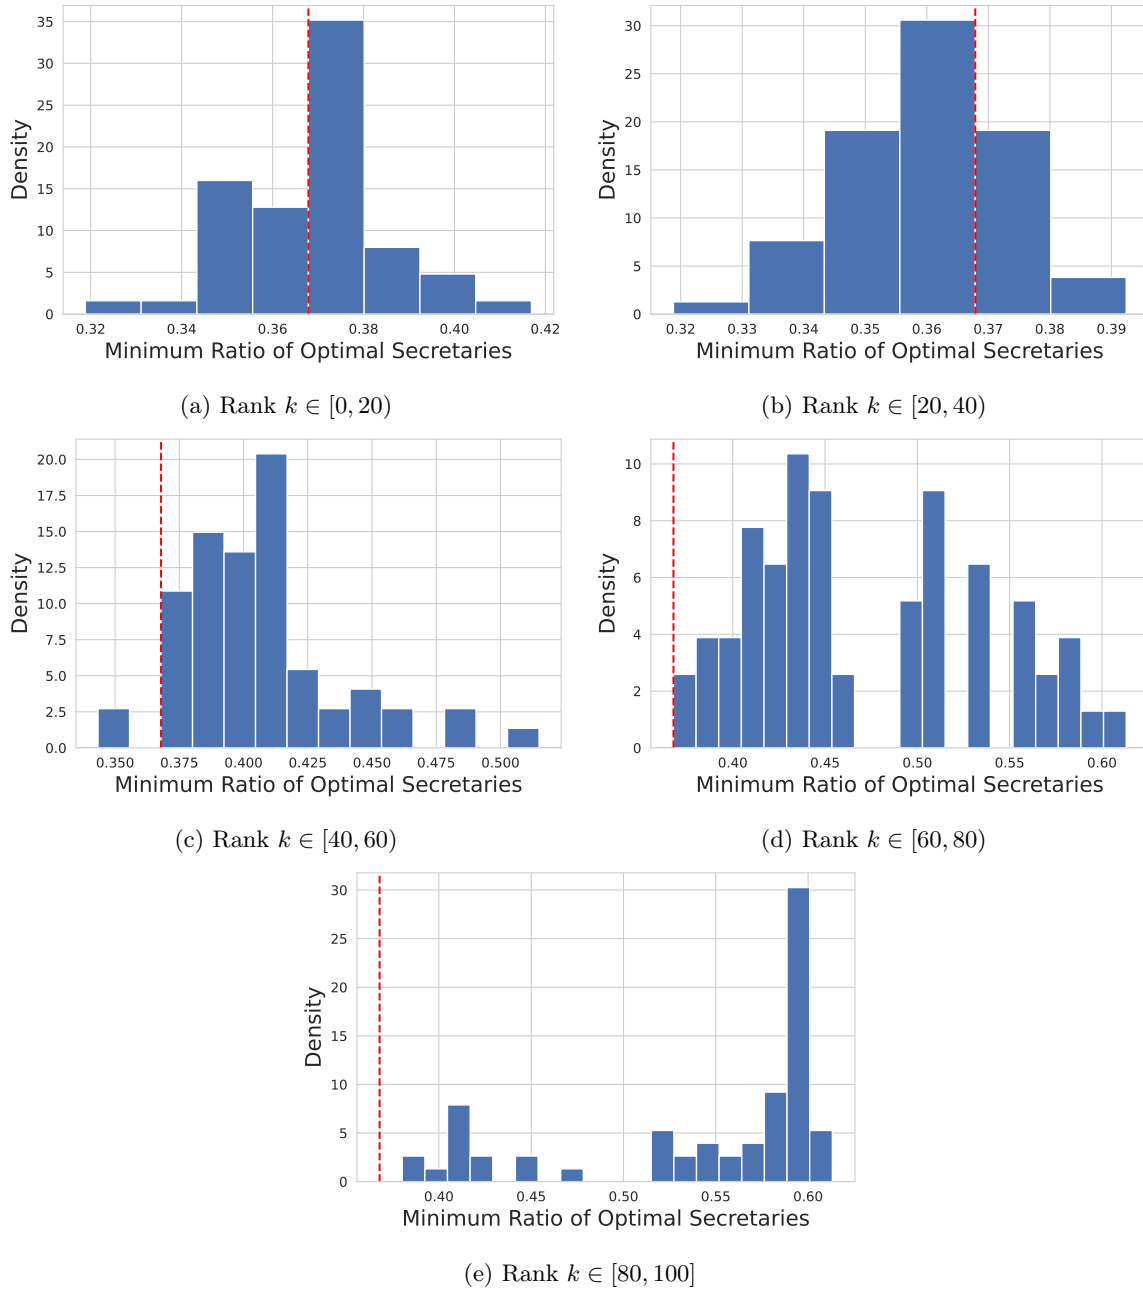 35
30
25
20
15
10
5
0
Density
0.32 0.34 0.36 0.38 0.40 0.42
Minimum Ratio of Optimal Secretaries
(a) Rank k ∈ [0, 20)
30
25
20
15
10
5
0
Density
0.32 0.33 0.34 0.35 0.36 0.37 0.38 0.39
Minimum Ratio of Optimal Secretaries
(b) Rank k ∈ [20, 40)
20.0
17.5
15.0
12.5
10.0
7.5
5.0
2.5
0.0
Density
0.350 0.375 0.400 0.425 0.450 0.475 0.500
Minimum Ratio of Optimal Secretaries
(c) Rank k ∈ [40, 60)
10
8
6
4
2
0
Density
0.40 0.45 0.50 0.55 0.60
Minimum Ratio of Optimal Secretaries
(d) Rank k ∈ [60, 80)
30
25
20
15
10
5
0
Density
0.40 0.45 0.50 0.55 0.60
Minimum Ratio of Optimal Secretaries
(e) Rank k ∈ [80, 100]